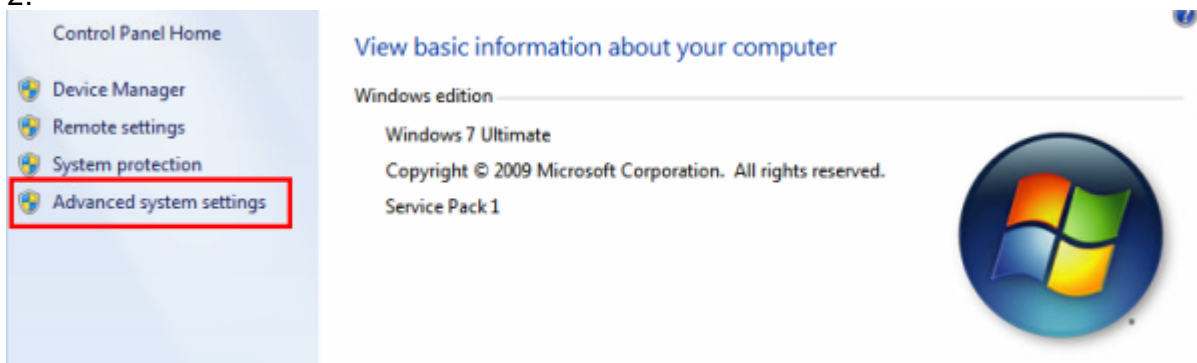 2.
Control Panel Home
Device Manager
Remote settings
System protection
Advanced system settings
View basic information about your computer
Windows edition
Windows 7 Ultimate
Copyright © 2009 Microsoft Corporation. All rights reserved.
Service Pack 1